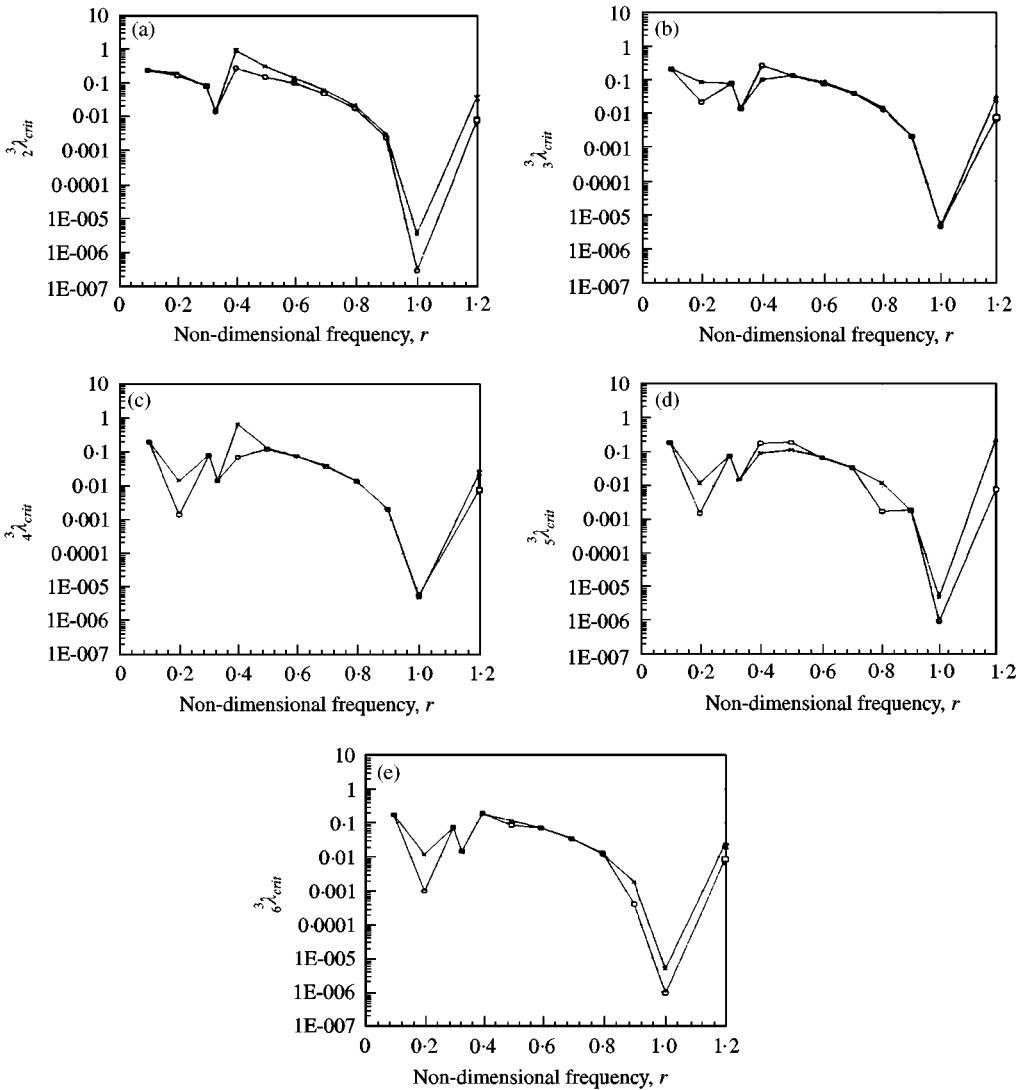 (a)
10
1
0·1
0·01
0·001
0·0001
1E-005
1E-006
1E-007
³₂λcrit
0 0·2 0·4 0·6 0·8 1·0 1·2
Non-dimensional frequency, r
(b)
10
1
0·1
0·01
0·001
0·0001
1E-005
1E-006
1E-007
³₃λcrit
0 0·2 0·4 0·6 0·8 1·0 1·2
Non-dimensional frequency, r
(c)
10
1
0·1
0·01
0·001
0·0001
1E-005
1E-006
1E-007
³₄λcrit
0 0·2 0·4 0·6 0·8 1·0 1·2
Non-dimensional frequency, r
(d)
10
1
0·1
0·01
0·001
0·0001
1E-005
1E-006
1E-007
³₅λcrit
0 0·2 0·4 0·6 0·8 1·0 1·2
Non-dimensional frequency, r
(e)
10
1
0·1
0·01
0·001
0·0001
1E-005
1E-006
1E-007
³₆λcrit
0 0·2 0·4 0·6 0·8 1·0 1·2
Non-dimensional frequency, r